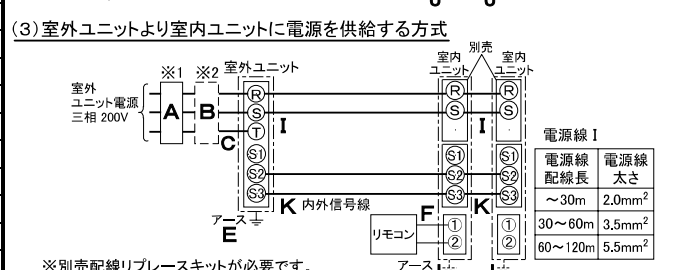 (3)室外ユニットより室内ユニットに電源を供給する方式
※1 ※2 室外ユニット
室内ユニット
別売
室内ユニット
室外
ユニット電源
三相 200V
A
B
C
R
S
T
S1
S2
S3
I
R
S
S1
S2
S3
I
R
S
S1
S2
S3
K 内外信号線
K
アース
E
F
リモコン
①
②
①
②
アース
電源線 I
電源線配線長 電源線太さ
~30m 2.0mm²
30~60m 3.5mm²
60~120m 5.5mm²
※別売配線リプレースキットが必要です。